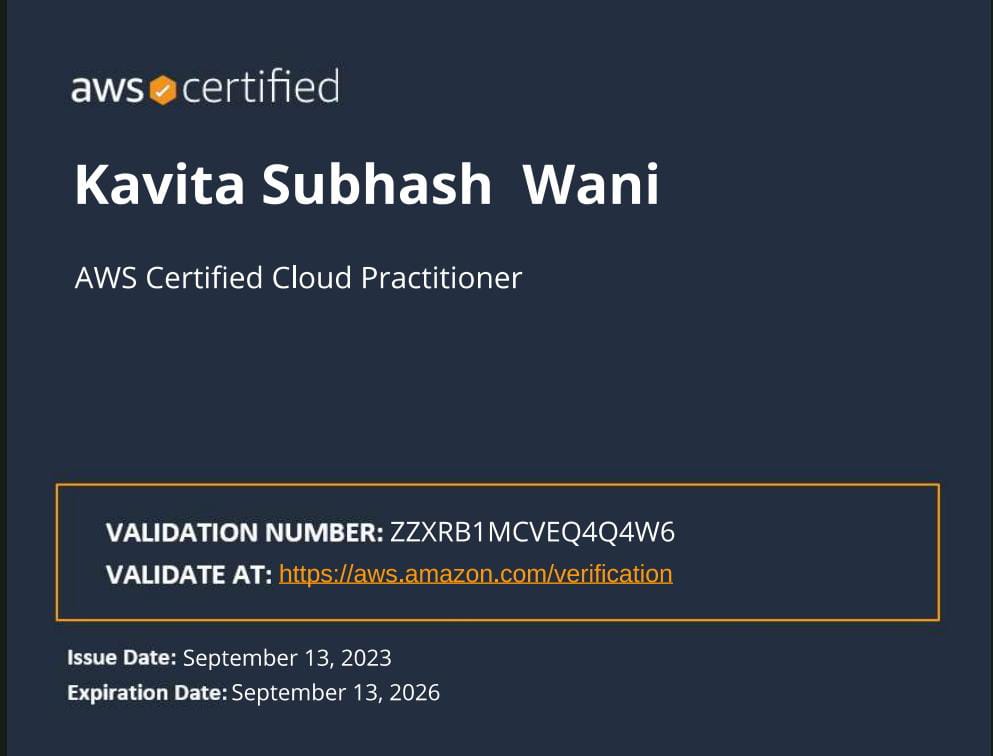 aws certified
Kavita Subhash Wani
AWS Certified Cloud Practitioner
VALIDATION NUMBER: ZZXRB1MCVEQ4Q4W6
VALIDATE AT: https://aws.amazon.com/verification
Issue Date: September 13, 2023
Expiration Date: September 13, 2026